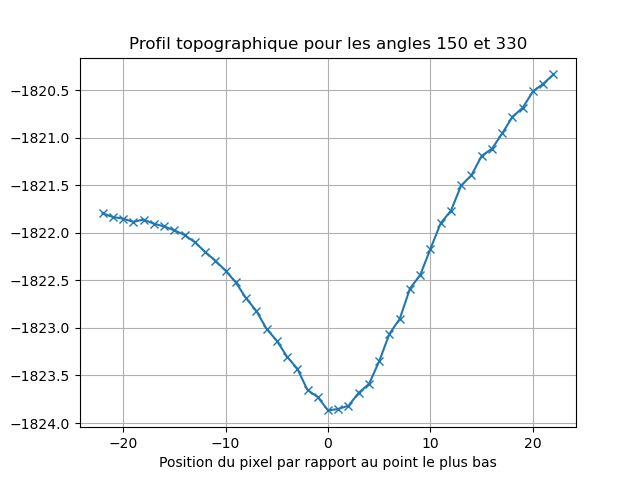 Profil topographique pour les angles 150 et 330
−1820.5
−1821.0
−1821.5
−1822.0
−1822.5
−1823.0
−1823.5
−1824.0
−20 −10 0 10 20
Position du pixel par rapport au point le plus bas